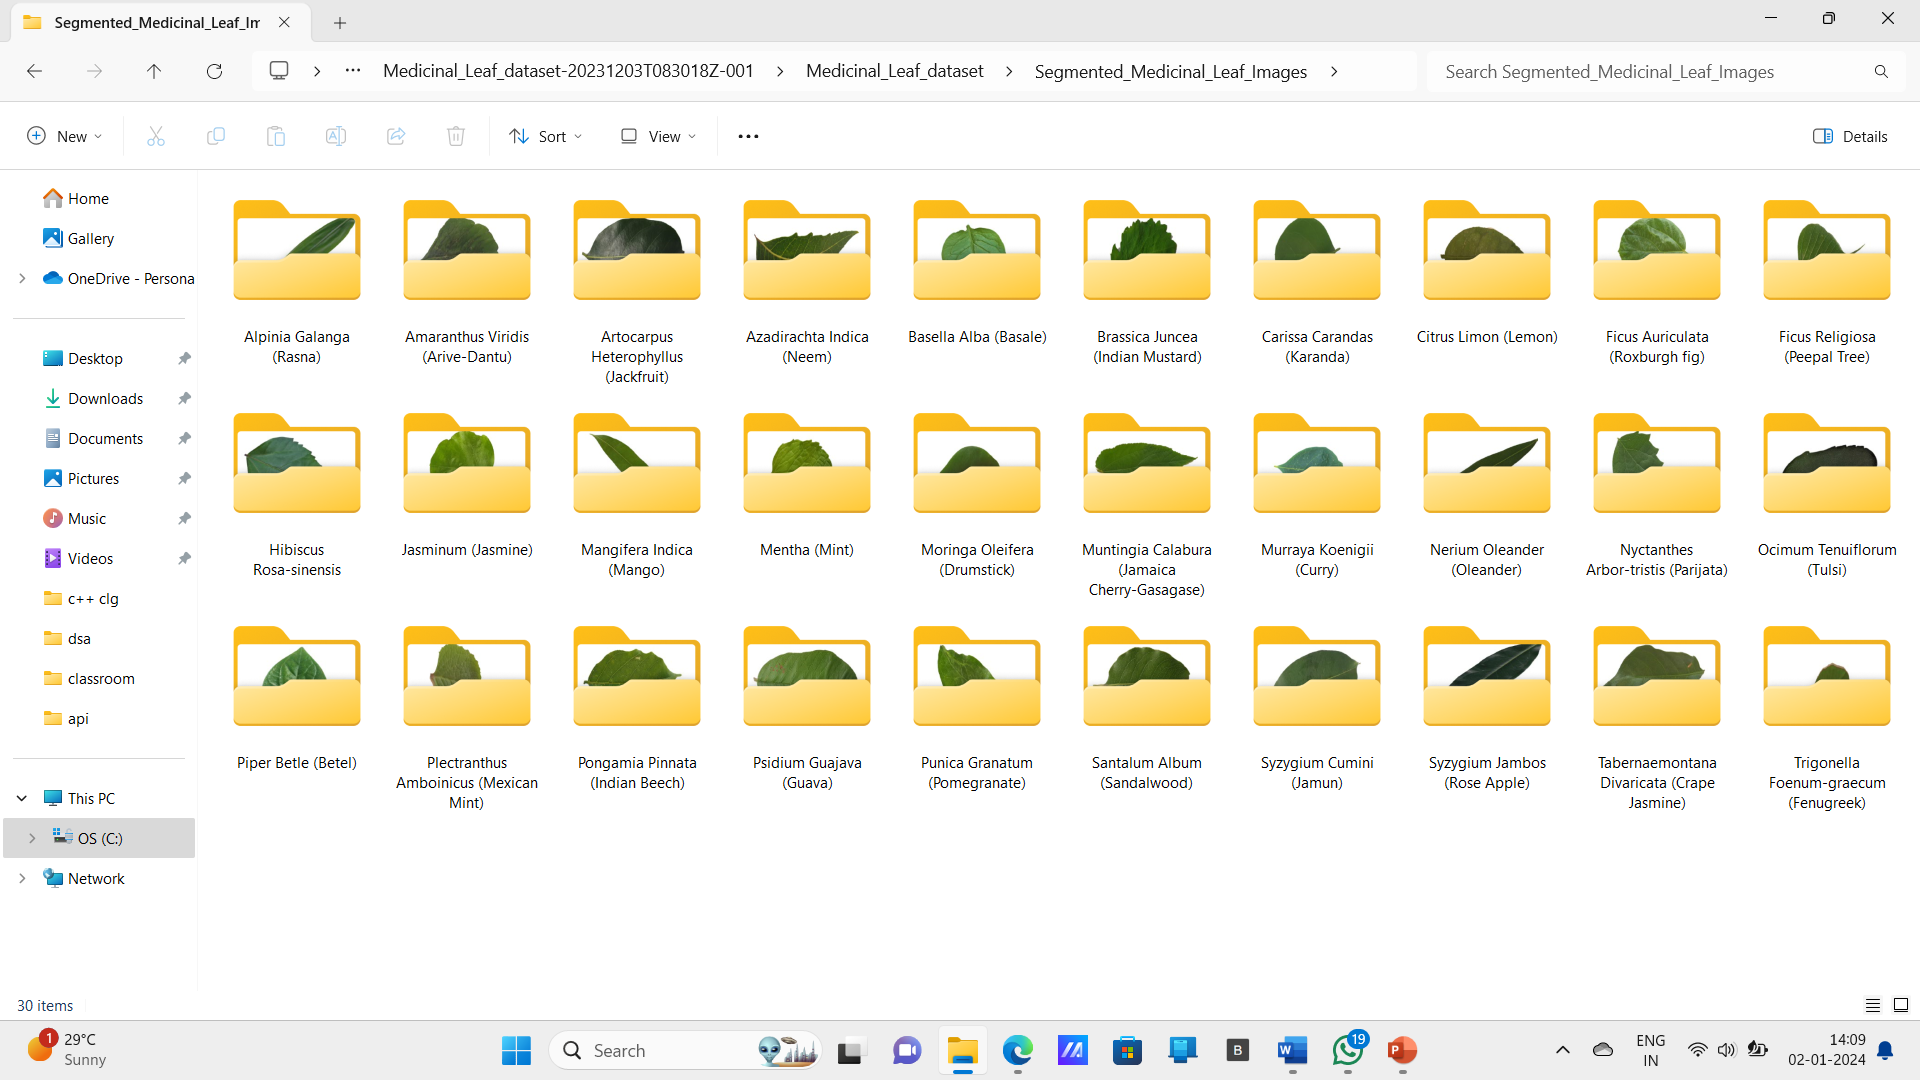 Segmented_Medicinal_Leaf_Im
Medicinal_Leaf_dataset-20231203T083018Z-001
Medicinal_Leaf_dataset
Segmented_Medicinal_Leaf_Images
Search Segmented_Medicinal_Leaf_Images
New
Sort
View
Details
Home
Gallery
OneDrive - Persona
Desktop
Downloads
Documents
Pictures
Music
Videos
c++ clg
dsa
classroom
api
This PC
OS (C:)
Network
Alpinia Galanga
(Rasna)
Amaranthus Viridis
(Arive-Dantu)
Artocarpus
Heterophyllus
(Jackfruit)
Azadirachta Indica
(Neem)
Basella Alba (Basale)
Brassica Juncea
(Indian Mustard)
Carissa Carandas
(Karanda)
Citrus Limon (Lemon)
Ficus Auriculata
(Roxburgh fig)
Ficus Religiosa
(Peepal Tree)
Hibiscus
Rosa-sinensis
Jasminum (Jasmine)
Mangifera Indica
(Mango)
Mentha (Mint)
Moringa Oleifera
(Drumstick)
Muntingia Calabura
(Jamaica
Cherry-Gasagase)
Murraya Koenigii
(Curry)
Nerium Oleander
(Oleander)
Nyctanthes
Arbor-tristis (Parijata)
Ocimum Tenuiflorum
(Tulsi)
Piper Betle (Betel)
Plectranthus
Amboinicus (Mexican
Mint)
Pongamia Pinnata
(Indian Beech)
Psidium Guajava
(Guava)
Punica Granatum
(Pomegranate)
Santalum Album
(Sandalwood)
Syzygium Cumini
(Jamun)
Syzygium Jambos
(Rose Apple)
Tabernaemontana
Divaricata (Crape
Jasmine)
Trigonella
Foenum-graecum
(Fenugreek)
30 items
1
29°C
Sunny
Search
B
W
19
P
ENG
IN
14:09
02-01-2024